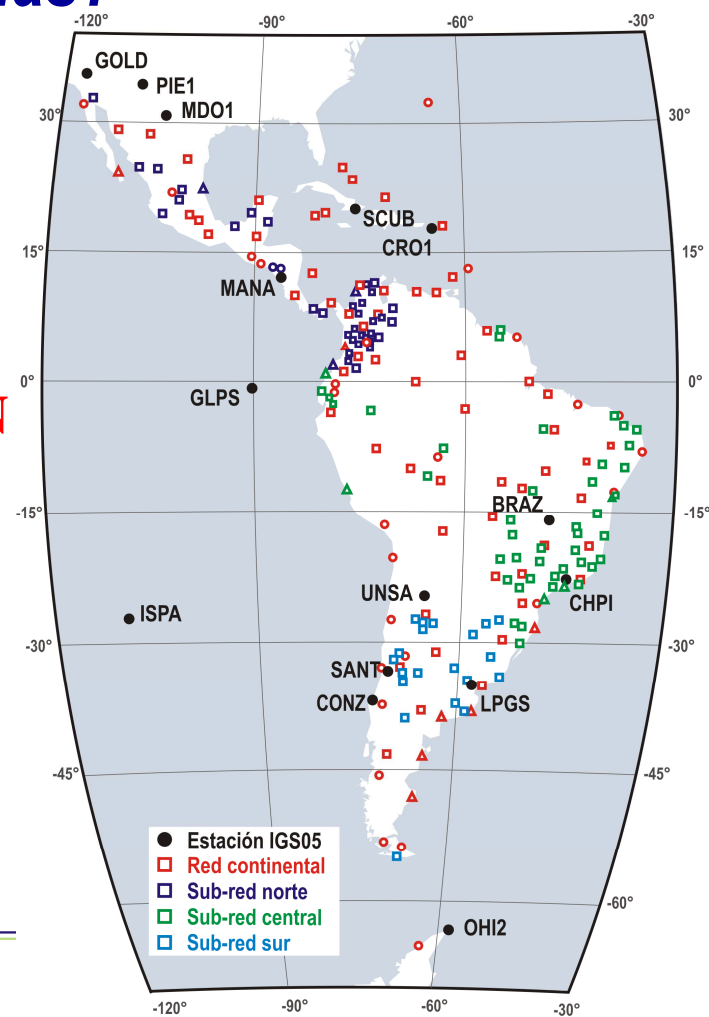 -120° -90° -60° -30°
GOLD
PIE1
MDO1
30° 30°
SCUB
CRO1
15° 15°
MANA
0° 0°
GLPS
BRAZ
-15° -15°
UNSA
CHPI
ISPA
-30° -30°
SANT
CONZ
LPGS
-45° -45°
Estación IGS05
Red continental
Sub-red norte
Sub-red central
Sub-red sur
-60°
OHI2
-120° -90° -60° -30°